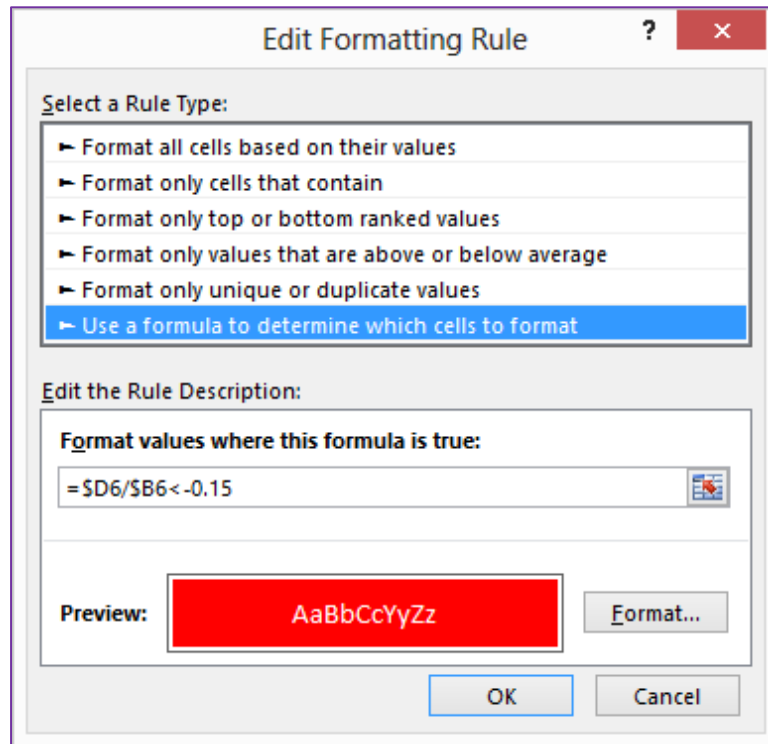 Edit Formatting Rule
?
×
Select a Rule Type:
► Format all cells based on their values
► Format only cells that contain
► Format only top or bottom ranked values
► Format only values that are above or below average
► Format only unique or duplicate values
► Use a formula to determine which cells to format
Edit the Rule Description:
Format values where this formula is true:
=$D6/$B6<-0.15
Preview:
AaBbCcYyZz
Format...
OK
Cancel